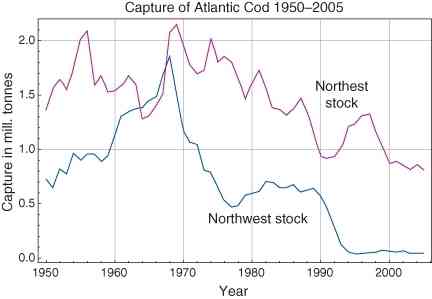 Capture of Atlantic Cod 1950–2005
Capture in mill. tonnes
2.0
1.5
1.0
0.5
0.0
Northest
stock
Northwest stock
1950
1960
1970
1980
1990
2000
Year